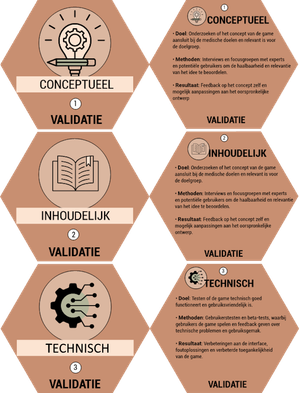 CONCEPTUEEL
1
VALIDATIE
1
CONCEPTUEEL
• Doel: Onderzoeken of het concept van de game
aansluit bij de medische doelen en relevant is voor
de doelgroep.
• Methoden: Interviews en focusgroepen met experts
en potentiële gebruikers om de haalbaarheid en relevantie
van het idee te beoordelen.
• Resultaat: Feedback op het concept zelf en
mogelijk aanpassingen aan het oorspronkelijke
ontwerp.
VALIDATIE
INHOUDELIJK
2
VALIDATIE
2
INHOUDELIJK
• Doel: Onderzoeken of het concept van de game
aansluit bij de medische doelen en relevant is voor
de doelgroep.
• Methoden: Interviews en focusgroepen met experts
en potentiële gebruikers om de haalbaarheid en relevantie
van het idee te beoordelen.
• Resultaat: Feedback op het concept zelf en
mogelijk aanpassingen aan het oorspronkelijke
ontwerp.
VALIDATIE
TECHNISCH
3
VALIDATIE
3
TECHNISCH
• Doel: Testen of de game technisch goed
functioneert en gebruiksvriendelijk is.
• Methoden: Gebruikerstesten en beta-tests, waarbij
gebruikers de game spelen en feedback geven over
technische problemen en gebruiksgemak.
• Resultaat: Verbeteringen aan de interface,
foutoplossingen en verbeterde toegankelijkheid
van de game.
VALIDATIE